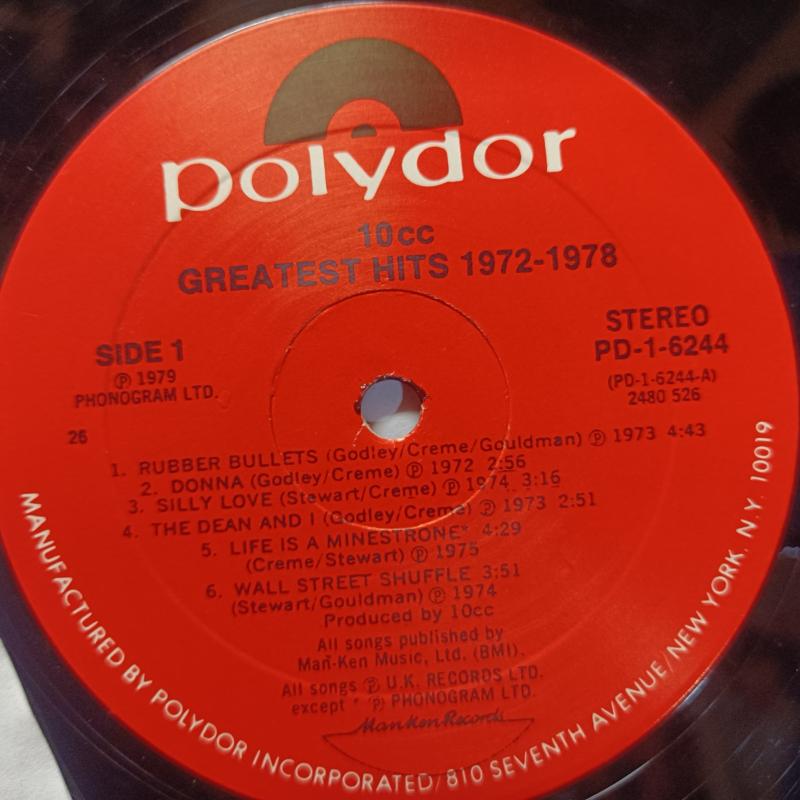 polydor
10cc
GREATEST HITS 1972-1978
SIDE 1
℗ 1979
PHONOGRAM LTD.
26
STEREO
PD-1-6244
(PD-1-6244-A)
2480 526
1. RUBBER BULLETS (Godley/Creme/Gouldman) ℗ 1973 4:43
2. DONNA (Godley/Creme) ℗ 1972 2:56
3. SILLY LOVE (Stewart/Creme) ℗ 1974 3:16
4. THE DEAN AND I (Godley/Creme) ℗ 1973 2:51
5. LIFE IS A MINESTRONE* 4:29
(Creme/Stewart) ℗ 1975
6. WALL STREET SHUFFLE 3:51
(Stewart/Gouldman) ℗ 1974
Produced by 10cc
All songs published by
Man-Ken Music, Ltd. (BMI).
All songs ℗ U.K. RECORDS LTD.
except * ℗ PHONOGRAM LTD.
Man Ken Records
MANUFACTURED BY POLYDOR INCORPORATED/810 SEVENTH AVENUE/NEW YORK, N.Y. 10019